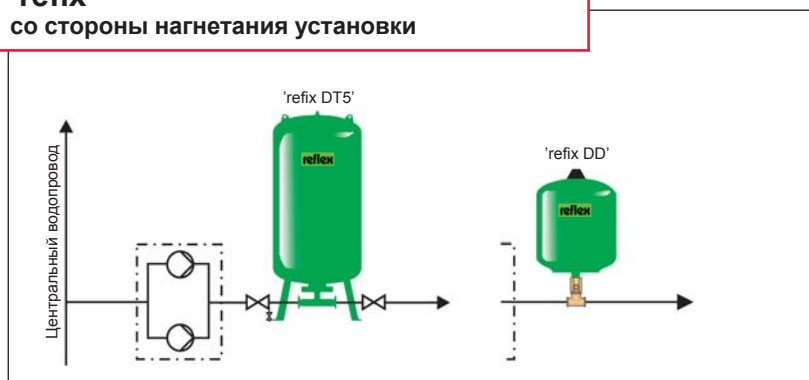 со стороны нагнетания установки
'refix DT5'
reflex
'refix DD'
reflex
Центральный водопровод